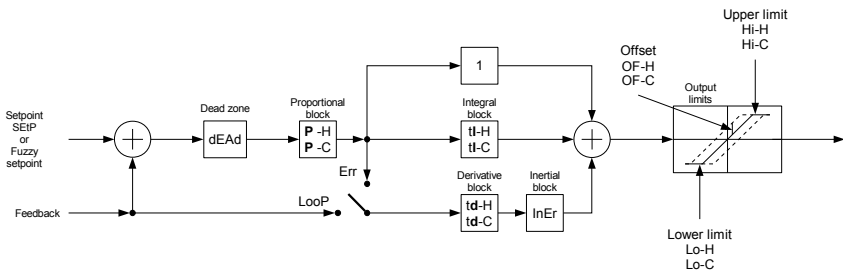 Upper limit
Hi-H
Hi-C
Offset
OF-H
OF-C
Output
limits
1
Setpoint
SEtP
or
Fuzzy
setpoint
Dead zone
dEAd
Proportional
block
P -H
P -C
Integral
block
tI-H
tI-C
Err
LooP
Feedback
Derivative
block
td-H
td-C
Inertial
block
InEr
Lower limit
Lo-H
Lo-C